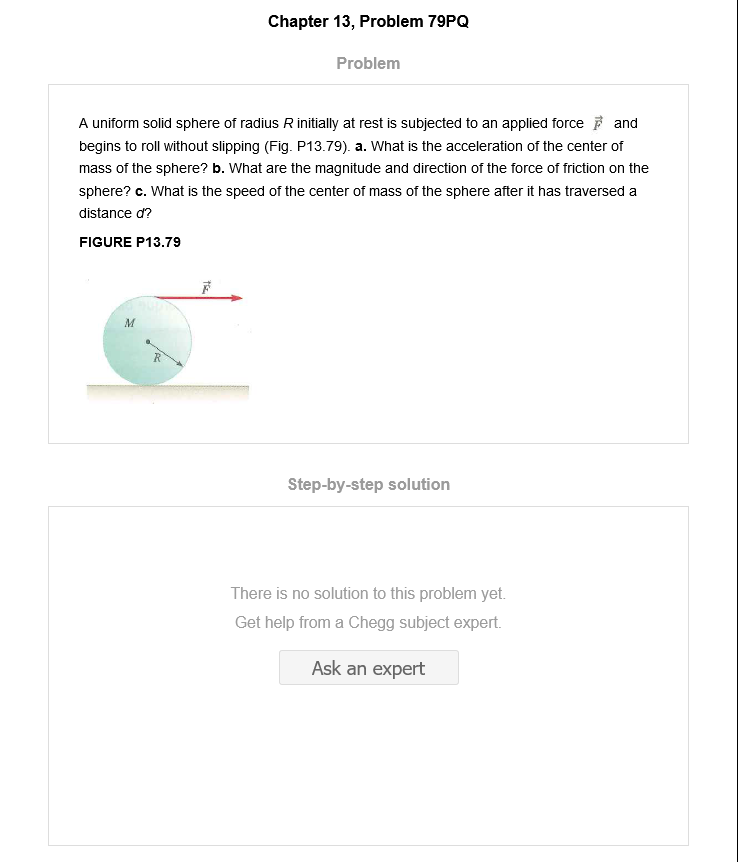 Chapter 13, Problem 79PQ
Problem
A uniform solid sphere of radius R initially at rest is subjected to an applied force F⃗ and
begins to roll without slipping (Fig. P13.79). a. What is the acceleration of the center of
mass of the sphere? b. What are the magnitude and direction of the force of friction on the
sphere? c. What is the speed of the center of mass of the sphere after it has traversed a
distance d?
FIGURE P13.79
F⃗
M
R
Step-by-step solution
There is no solution to this problem yet.
Get help from a Chegg subject expert.
Ask an expert